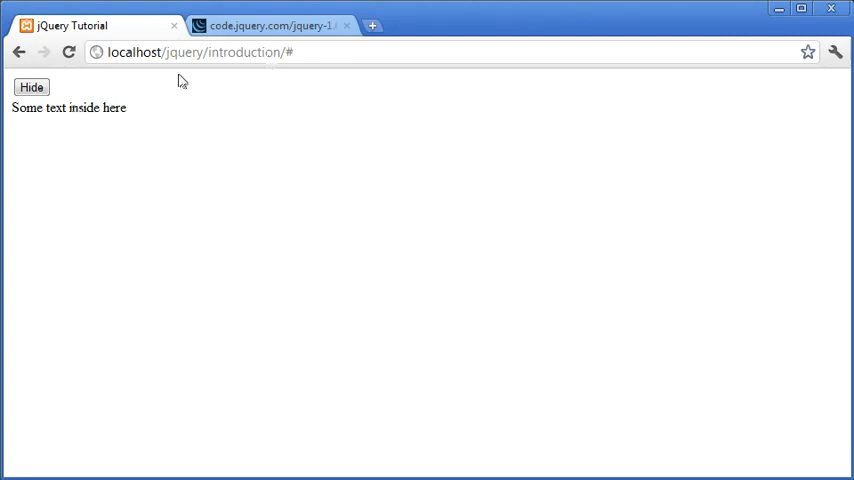 jQuery Tutorial
code.jquery.com/jquery-1.
localhost/jquery/introduction/#
Hide
Some text inside here